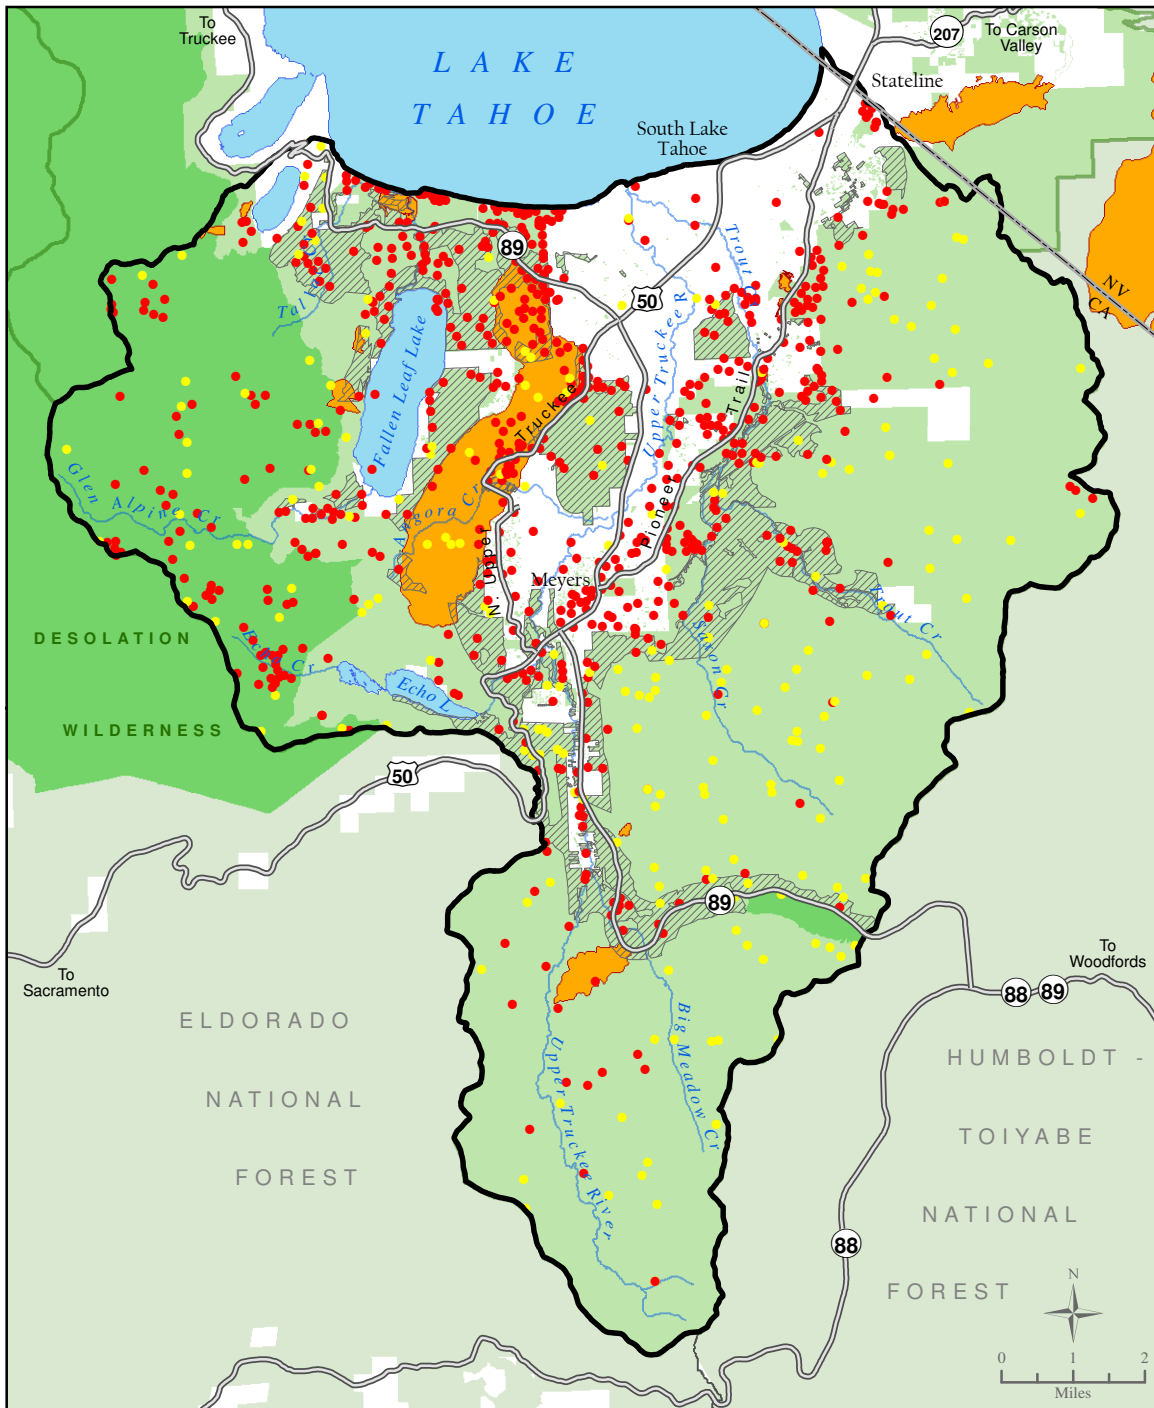 To
Truckee
207
To Carson
Valley
LAKE
TAHOE
Stateline
South Lake
Tahoe
89
50
Trout C
NV
CA
Upper Truckee R
Fallen Leaf Lake
Truckee
Trail
Pioneer
Glen Alpine Cr
Angora Cr
N. Upper
Meyers
Trout Cr
Saxon Cr
DESOLATION
WILDERNESS
Echo L
50
89
To
Sacramento
To
Woodfords
88
89
ELDORADO
NATIONAL
FOREST
Big Meadow Cr
Upper Truckee River
HUMBOLDT -
TOIYABE
NATIONAL
FOREST
88
N
0 1 2
Miles